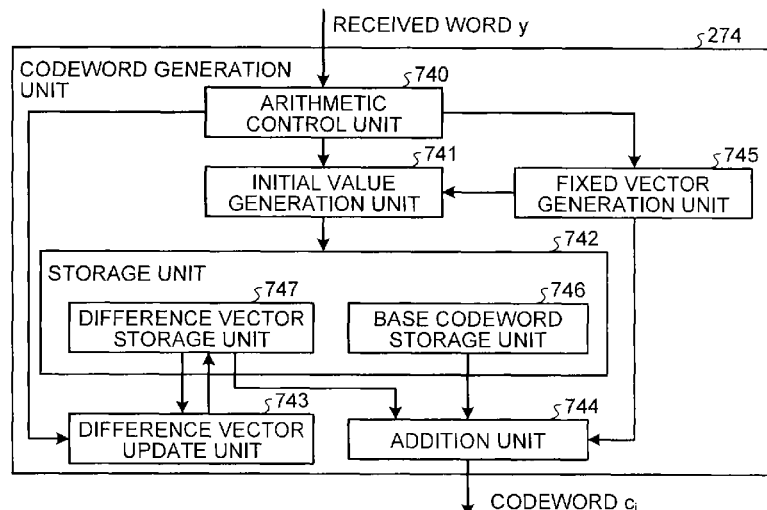 RECEIVED WORD y
274
CODEWORD GENERATION
UNIT
740
ARITHMETIC
CONTROL UNIT
741
INITIAL VALUE
GENERATION UNIT
745
FIXED VECTOR
GENERATION UNIT
742
STORAGE UNIT
747
DIFFERENCE VECTOR
STORAGE UNIT
746
BASE CODEWORD
STORAGE UNIT
743
DIFFERENCE VECTOR
UPDATE UNIT
744
ADDITION UNIT
CODEWORD ci